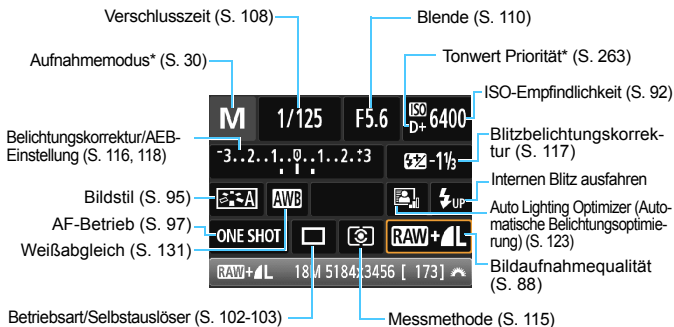 Verschlusszeit (S. 108)
Blende (S. 110)
Aufnahmemodus* (S. 30)
Tonwert Priorität* (S. 263)
ISO-Empfindlichkeit (S. 92)
M 1/125 F5.6 ISO D+ 6400
Belichtungskorrektur/AEB-
Einstellung (S. 116, 118)
-3..2..1..0..1..2.:3
-1⅓
Blitzbelichtungskorrek-
tur (S. 117)
Bildstil (S. 95)
A AWB
UP
Internen Blitz ausfahren
AF-Betrieb (S. 97)
Auto Lighting Optimizer (Auto-
matische Belichtungsoptimie-
rung) (S. 123)
Weißabgleich (S. 131)
ONE SHOT RAW+L
Bildaufnahmequalität
(S. 88)
RAW+L 18M 5184x3456 [ 173]
Betriebsart/Selbstauslöser (S. 102-103)
Messmethode (S. 115)